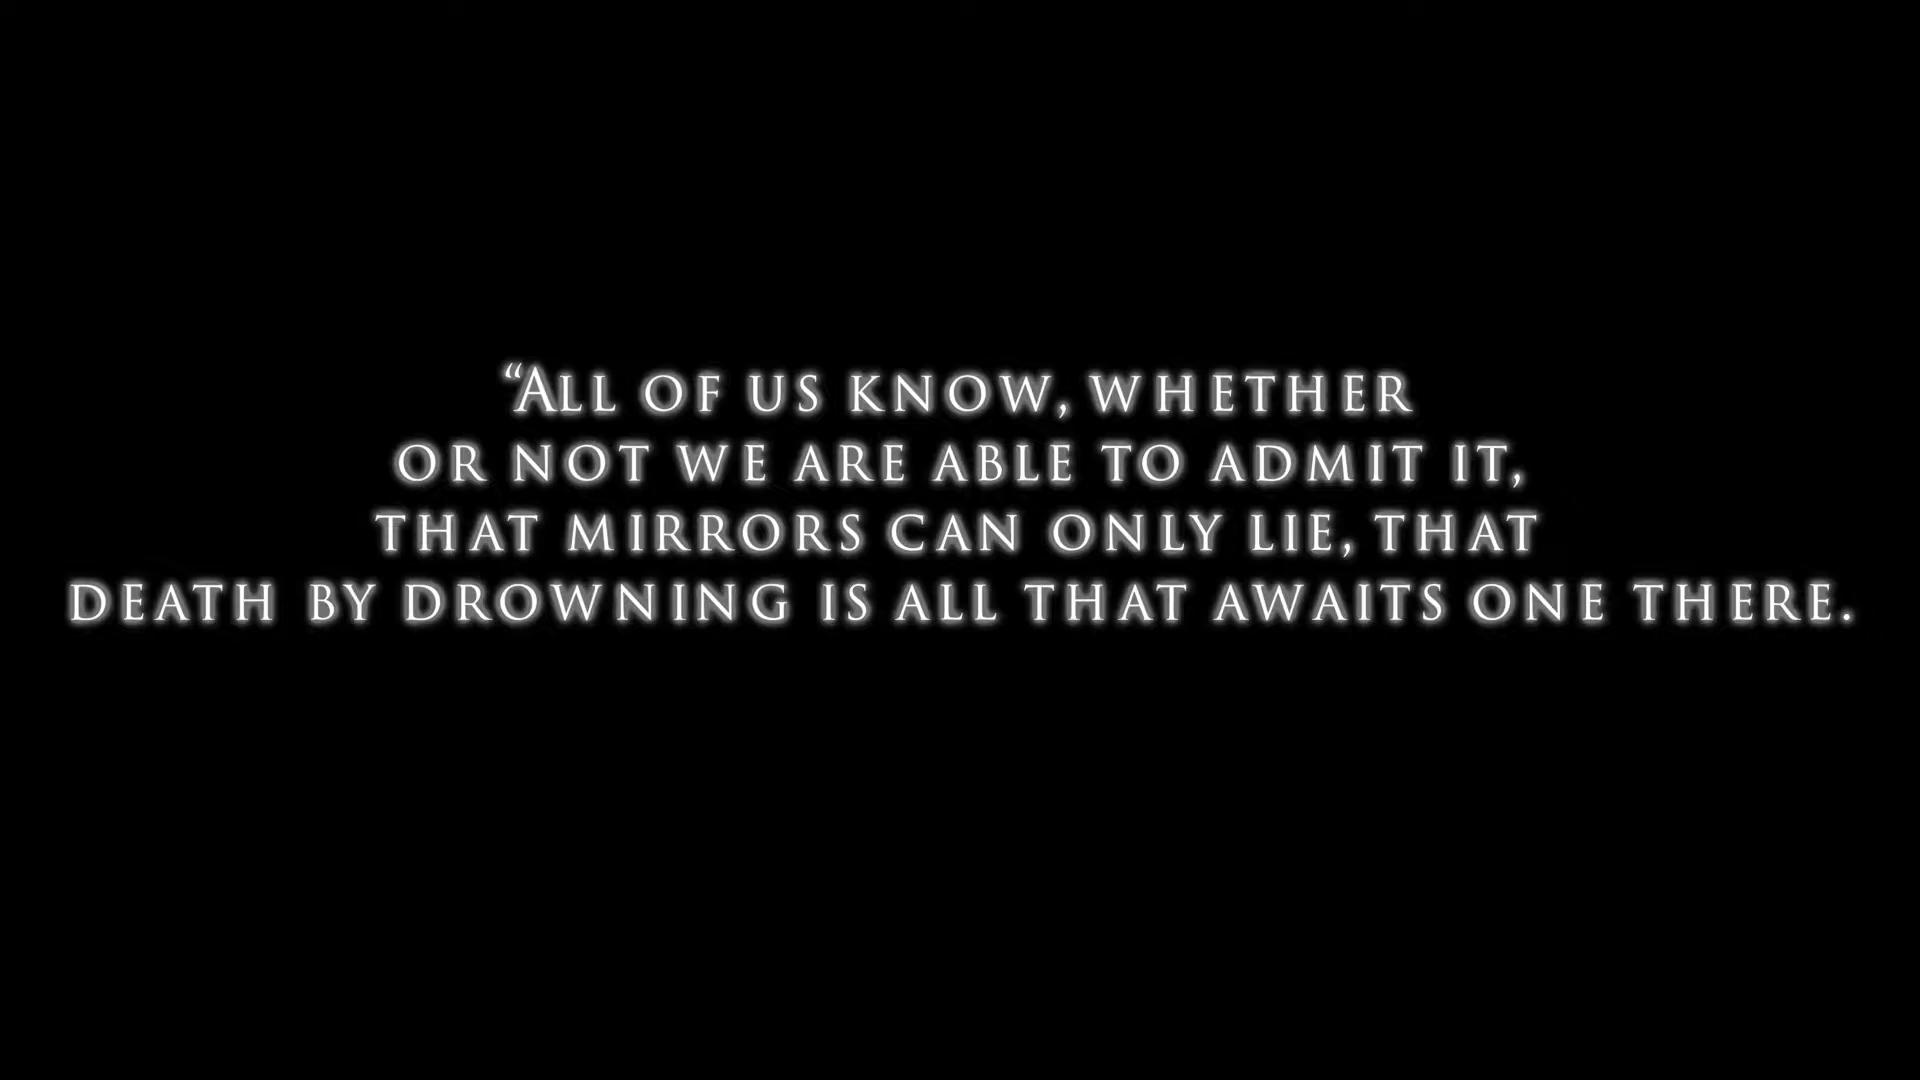 “All of us know, whether
or not we are able to admit it,
that mirrors can only lie, that
death by drowning is all that awaits one there.